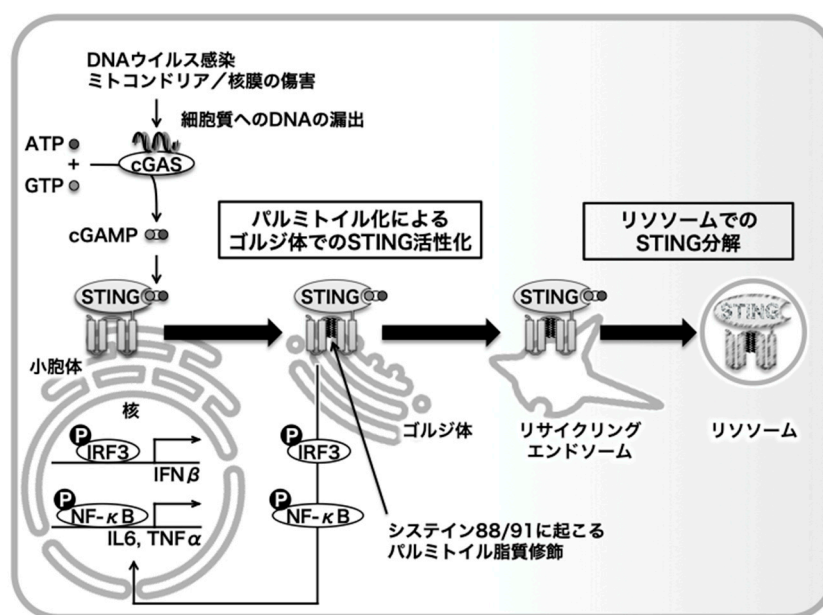 DNAウイルス感染
ミトコンドリア／核膜の傷害
細胞質へのDNAの漏出
ATP
+
GTP
cGAS
cGAMP
パルミトイル化による
ゴルジ体でのSTING活性化
リソソームでの
STING分解
STING
STING
STING
STING
小胞体
核
ゴルジ体
リサイクリング
エンドソーム
リソソーム
P
IRF3
IFNβ
P
NF-κB
IL6, TNFα
P
IRF3
P
NF-κB
システイン88/91に起こる
パルミトイル脂質修飾